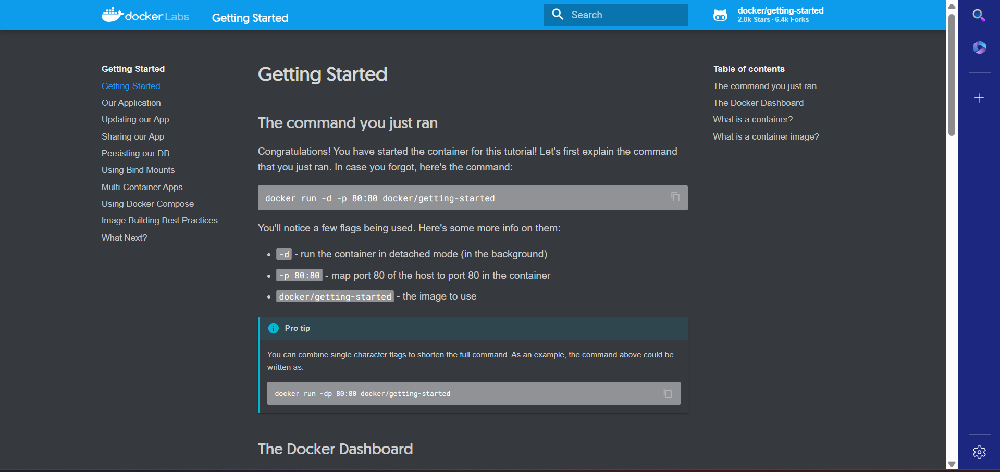 docker Labs
Getting Started
Search
docker/getting-started
2.8k Stars · 6.4k Forks
Getting Started
Getting Started
Our Application
Updating our App
Sharing our App
Persisting our DB
Using Bind Mounts
Multi-Container Apps
Using Docker Compose
Image Building Best Practices
What Next?
Getting Started
The command you just ran
Congratulations! You have started the container for this tutorial! Let's first explain the command
that you just ran. In case you forgot, here's the command:
docker run -d -p 80:80 docker/getting-started
You'll notice a few flags being used. Here's some more info on them:
-d - run the container in detached mode (in the background)
-p 80:80 - map port 80 of the host to port 80 in the container
docker/getting-started - the image to use
Pro tip
You can combine single character flags to shorten the full command. As an example, the command above could be
written as:
docker run -dp 80:80 docker/getting-started
The Docker Dashboard
Table of contents
The command you just ran
The Docker Dashboard
What is a container?
What is a container image?